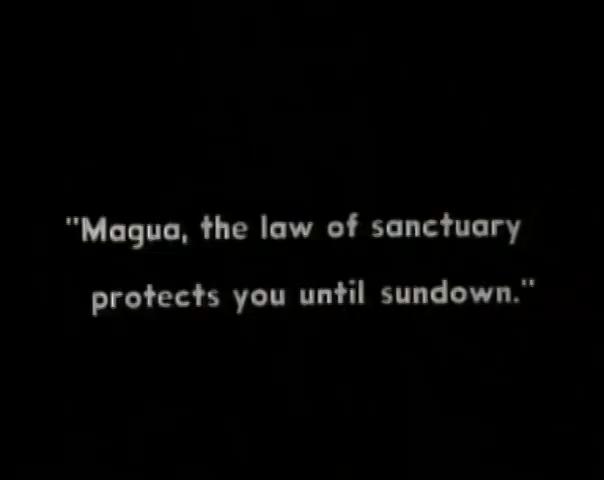 "Magua, the law of sanctuary
protects you until sundown."